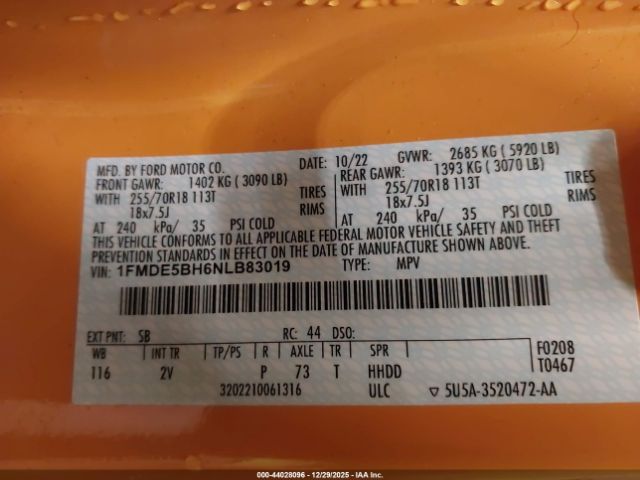 MFD. BY FORD MOTOR CO.
DATE: 10/22 GVWR: 2685 KG ( 5920 LB)
FRONT GAWR: 1402 KG ( 3090 LB) REAR GAWR: 1393 KG ( 3070 LB)
WITH 255/70R18 113T TIRES WITH 255/70R18 113T TIRES
18x7.5J RIMS 18x7.5J RIMS
AT 240 kPa/ 35 PSI COLD AT 240 kPa/ 35 PSI COLD
THIS VEHICLE CONFORMS TO ALL APPLICABLE FEDERAL MOTOR VEHICLE SAFETY AND THEFT
PREVENTION STANDARDS IN EFFECT ON THE DATE OF MANUFACTURE SHOWN ABOVE.
VIN: 1FMDE5BH6NLB83019 TYPE: MPV
EXT PNT: SB RC: 44 DSO:
WB INT TR TP/PS R AXLE TR SPR F0208
116 2V P 73 T HHDD T0467
3202210061316 ULC ▽ 5U5A-3520472-AA
000-44028096 - 12/29/2025 - IAA Inc.